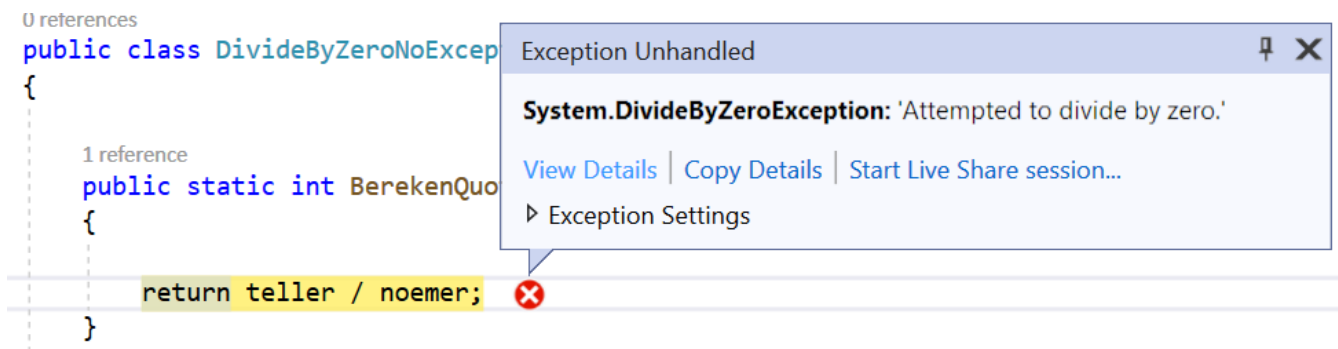 0 references
public class DivideByZeroNoExcep
{
1 reference
public static int BerekenQuo
{
return teller / noemer;
}
Exception Unhandled
System.DivideByZeroException: 'Attempted to divide by zero.'
View Details | Copy Details | Start Live Share session...
Exception Settings